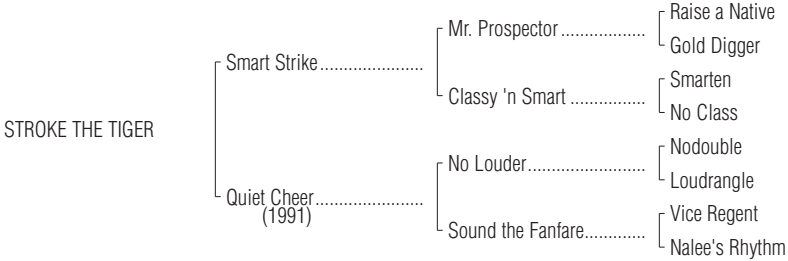 Raise a Native
Mr. Prospector..................
Gold Digger
Smart Strike......................
Smarten
Classy 'n Smart ................
No Class
STROKE THE TIGER
Nodouble
No Louder.........................
Loudrangle
Quiet Cheer.......................
(1991)
Vice Regent
Sound the Fanfare.............
Nalee's Rhythm